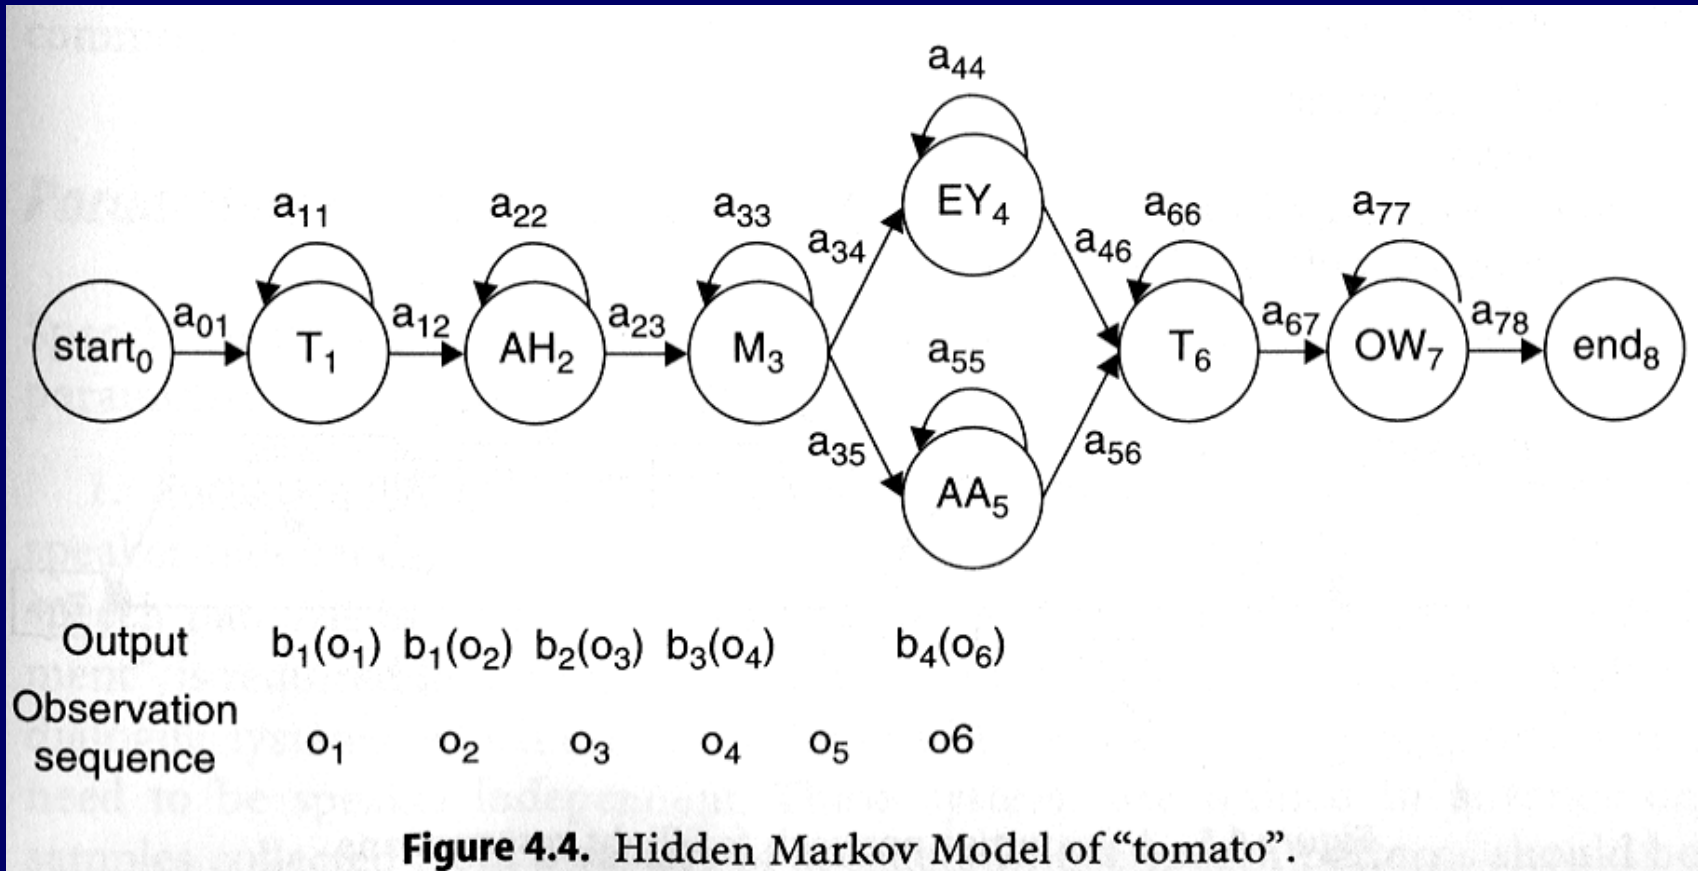 a₄₄
a₁₁ a₂₂ a₃₃ EY₄ a₆₆ a₇₇
a₃₄ a₄₆
a₀₁ a₁₂ a₂₃ a₆₇ a₇₈
start₀ T₁ AH₂ M₃ a₅₅ T₆ OW₇ end₈
a₃₅ a₅₆
AA₅
Output b₁(o₁) b₁(o₂) b₂(o₃) b₃(o₄) b₄(o₆)
Observation
sequence o₁ o₂ o₃ o₄ o₅ o6
Figure 4.4. Hidden Markov Model of “tomato”.